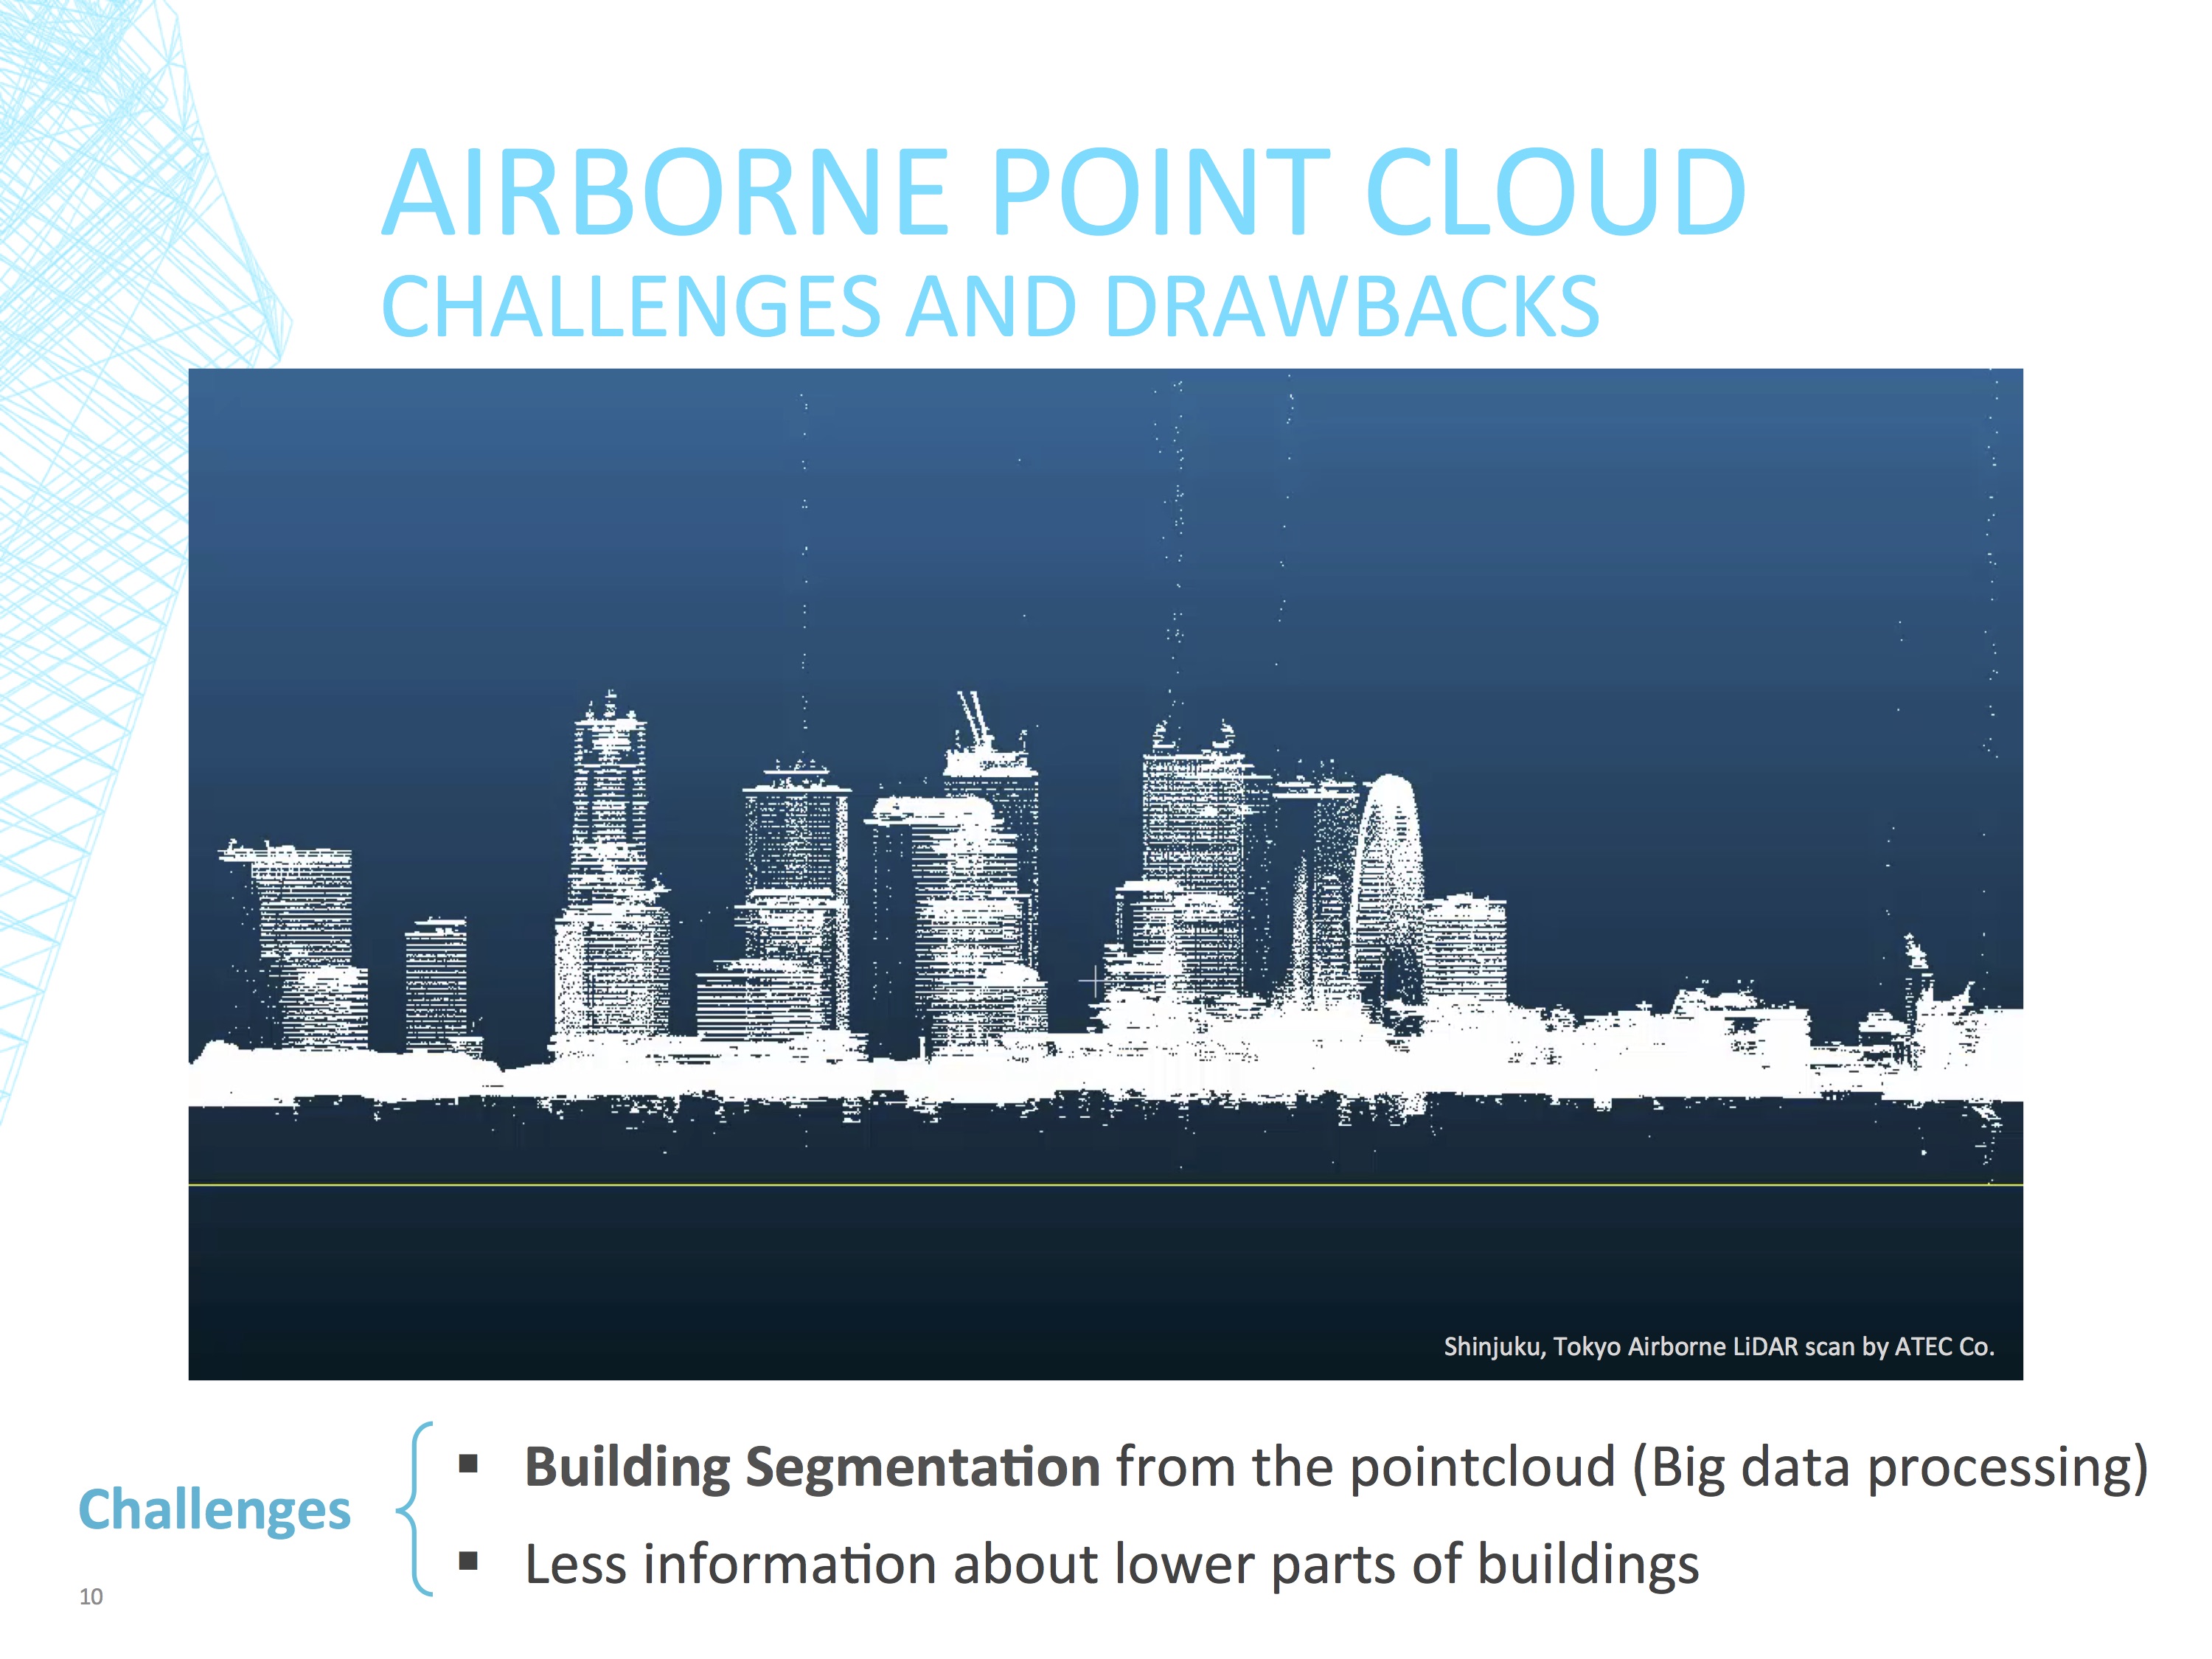 AIRBORNE POINT CLOUD
CHALLENGES AND DRAWBACKS
Shinjuku, Tokyo Airborne LiDAR scan by ATEC Co.
Challenges
▪ Building Segmentation from the pointcloud (Big data processing)
▪ Less information about lower parts of buildings
10